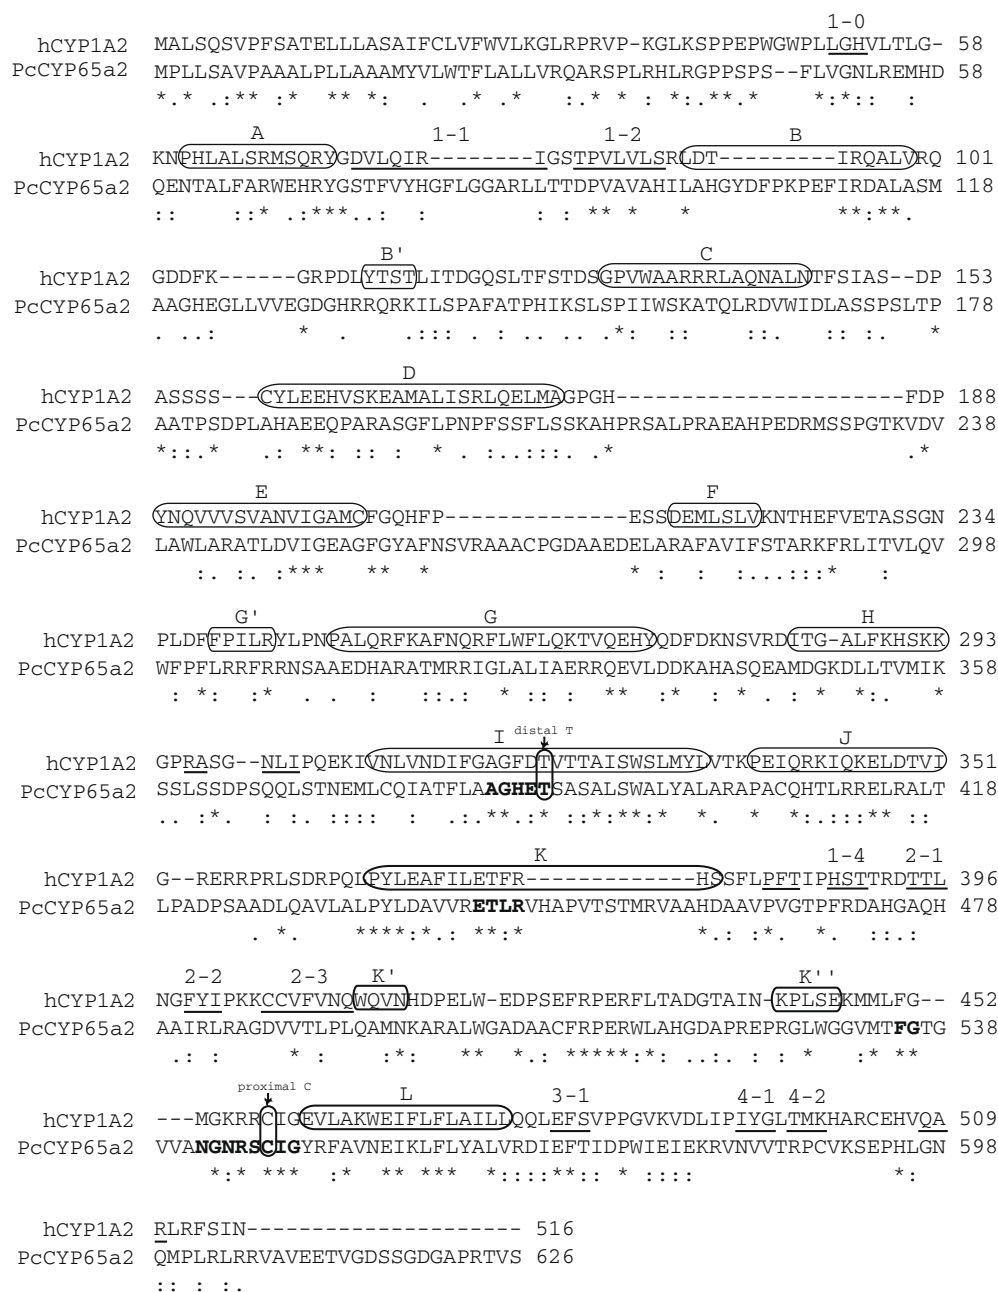 1-0
hCYP1A2 MALSQSVPFSATELLLASAIFCLVFWVLKGLRPRVP-KGLKSPPEPWGWPLLGHVLTLG- 58
PcCYP65a2 MPLLSAVPAAALPLLAAAMYVLWTFLALLVRQARSPLRHLRGPPSPS--FLVGNLREMHD 58
*.* .:** :* ** *: . .* .* :.* *: *:.**.* *:*:: :
A 1-1 1-2 B
hCYP1A2 KNPHLALSRMSQRYGDVLQIR--------IGSTPVLVLSRLDT---------IRQALVRQ 101
PcCYP65a2 QENTALFARWEHRYGSTFVYHGFLGGARLLTTDPVAVAHILAHGYDFPKPEFIRDALASM 118
:: ::* .:***..: : : : ** * * **:**.
B' C
hCYP1A2 GDDFK------GRPDLYTSTLITDGQSLTFSTDSGPVWAARRRLAQNALNTFSIAS--DP 153
PcCYP65a2 AAGHEGLLVVEGDGHRRQRKILSPAFATPHIKSLSPIIWSKATQLRDVWIDLASSPSLTP 178
. ..: * . .::: . : .. . .*: :: ::. :: :. *
D
hCYP1A2 ASSSS---CYLEEHVSKEAMALISRLQELMAGPGH-----------------------FDP 188
PcCYP65a2 AATPSDPLAHAEEQPARASGFLPNPFSSFLSSKAHPRSALPRAEAHPEDRMSSPGTKVDV 238
*::.* .: **: :: : * . :..:::. .* .*
E F
hCYP1A2 YNQVVVSVANVIGAMCFGQHFP--------------ESSDEMLSLVKNTHEFVETASSGN 234
PcCYP65a2 LAWLARATLDVIGEAGFGYAFNSVRAAACPGDAAEDELARAFAVIFSTARKFRLITVLQV 298
:. :. :*** ** * * : : :...:::* :
G' G H
hCYP1A2 PLDFFPILRYLPNPALQRFKAFNQRFLWFLQKTVQEHYQDFDKNSVRDITG-ALFKHSKK 293
PcCYP65a2 WFPFLRRFRRNSAAEDHARATMRRIGLALIAERRQEVLDDKAHASQEAMDGKDLLTVMIK 358
: *: :* . . :::.: * :: : ** :* : * . * *:. *
I distal T J
hCYP1A2 GPRASG--NLIPQEKIVNLVNDIFGAGFDTVTTAISWSLMYLVTKPEIQRKIQKELDTVI 351
PcCYP65a2 SSLSSDPSQQLSTNEMLCQIATFLAAGHETSASALSWALYALARAPACQHTLRRELRALT 418
.. :*. :. :::: : .:.**.:* ::*:**:* *. * *:.:::** ::
K 1-4 2-1
hCYP1A2 G--RERRPRLSDRPQLPYLEAFILETFR-------------HSSFLPFTIPHSTTRDTTL 396
PcCYP65a2 LPADPSAADLQAVLALPYLDAVVRETLRVHAPVTSTMRVAAHDAAVPVGTPFRDAHGAQH 478
. *. ****:*.: **:* *.: :*. *. ::.:
2-2 2-3 K' K''
hCYP1A2 NGFYIPKKCCVFVNQWQVNHDPELW-EDPSEFRPERFLTADGTAIN-KPLSEKMMLFG-- 452
PcCYP65a2 AAIRLRAGDVVTLPLQAMNKARALWGADAACFRPERWLAHGDAPREPRGLWGGVMTFGTG 538
.: : * : :*: ** *.: *****:*: ..:. : * :* **
proximal C L 3-1 4-1 4-2
hCYP1A2 ---MGKRRCIGEVLAKWEIFLFLAILLQQLEFSVPPGVKVDLIPIYGLTMKHARCEHVQA 509
PcCYP65a2 VVANGNRSCIGYRFAVNEIKLFLYALVRDIEFTIDPWIEIEKRVNVVTRPCVKSEPHLGN 598
*:* *** :* ** *** *::::**:: * :::: *:
hCYP1A2 RLRFSIN--------------------- 516
PcCYP65a2 QMPLRLRRVAVEETVGDSSGDGAPRTVS 626
:: : :.